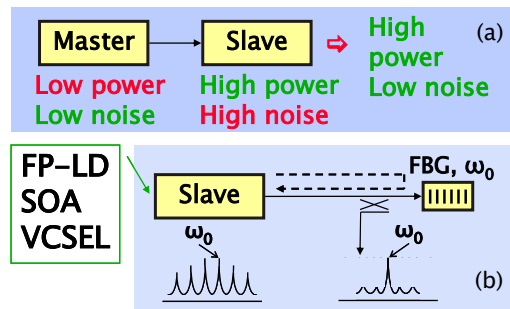 Master
Slave
High
power
Low noise
(a)
Low power
Low noise
High power
High noise
FP-LD
SOA
VCSEL
Slave
FBG, ω₀
ω₀
ω₀
(b)